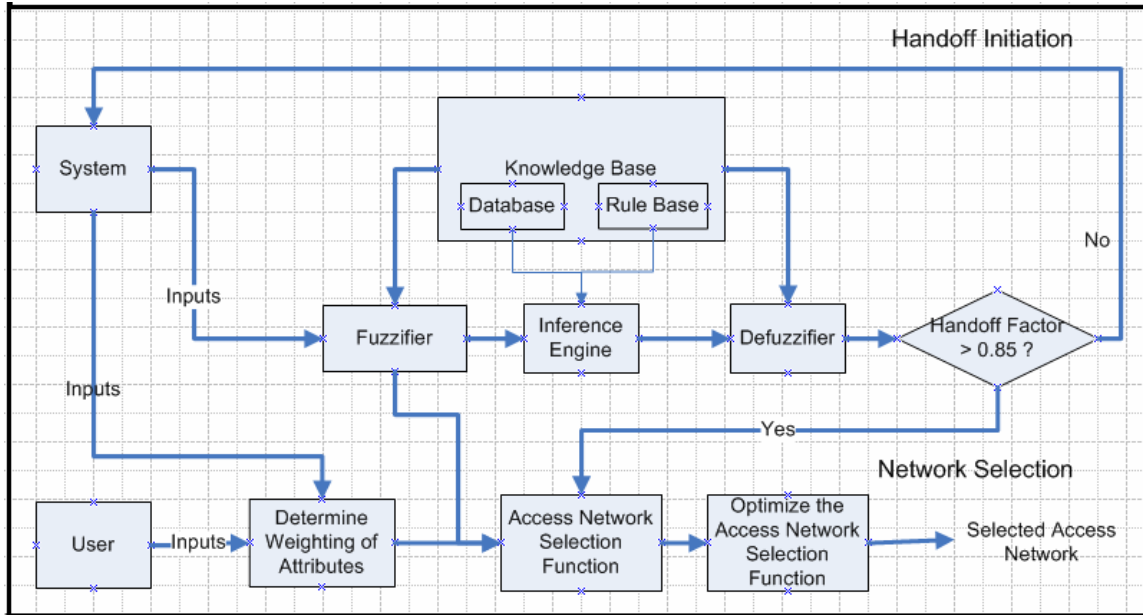 Handoff Initiation
System
Knowledge Base
Database
Rule Base
No
Inputs
Fuzzifier
Inference
Engine
Defuzzifier
Handoff Factor
> 0.85 ?
Inputs
Yes
Network Selection
User
Inputs
Determine
Weighting of
Attributes
Access Network
Selection
Function
Optimize the
Access Network
Selection
Function
Selected Access
Network